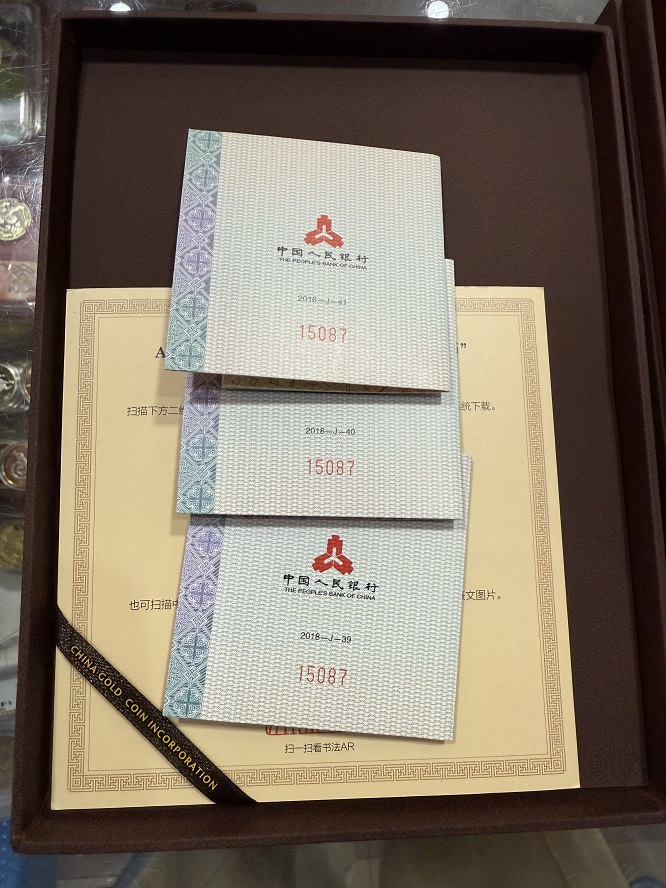 中国人民银行
THE PEOPLE'S BANK OF CHINA
2018—J—41
15087
A
”
扫描下方二
统下载。
2018—J—40
15087
中国人民银行
THE PEOPLE'S BANK OF CHINA
也可扫描中
文图片。
2018—J—39
15087
扫一扫看书法AR
CHINA GOLD COIN INCORPORATION